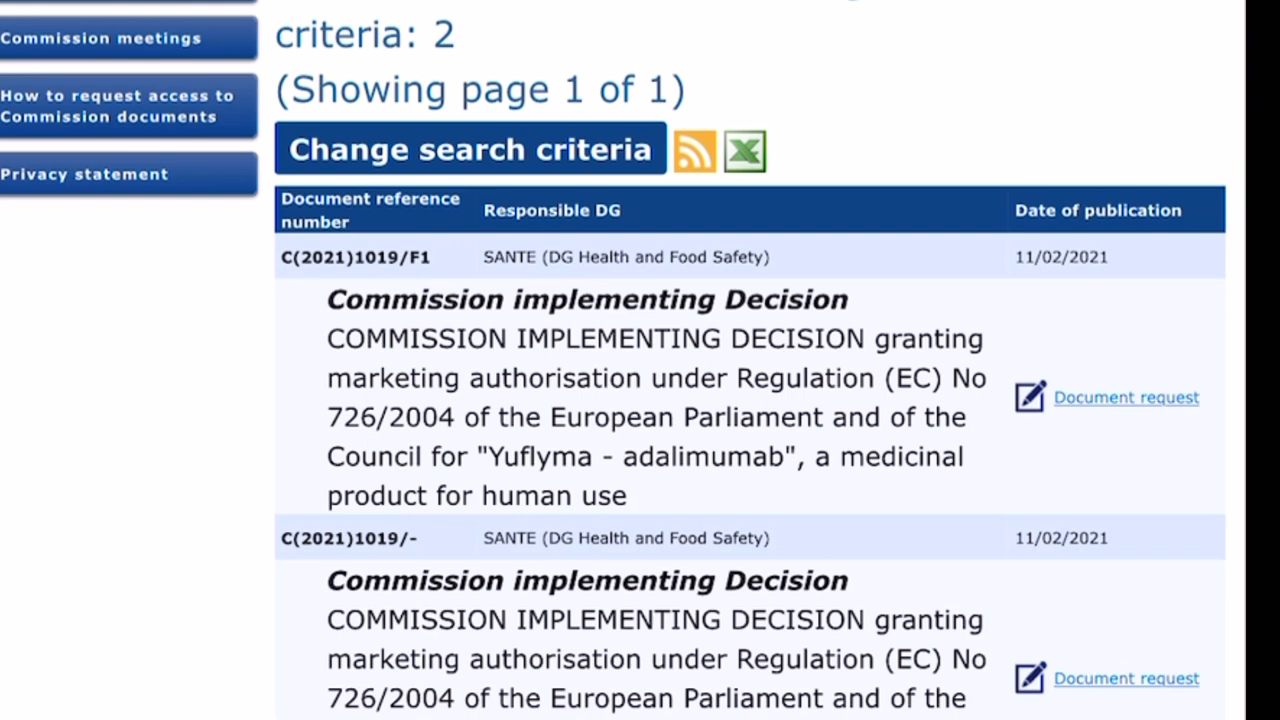 Commission meetings
How to request access to
Commission documents
Privacy statement
criteria: 2
(Showing page 1 of 1)
Change search criteria
Document reference
number
Responsible DG
Date of publication
C(2021)1019/F1
SANTE (DG Health and Food Safety)
11/02/2021
Commission implementing Decision
COMMISSION IMPLEMENTING DECISION granting
marketing authorisation under Regulation (EC) No
726/2004 of the European Parliament and of the
Council for "Yuflyma - adalimumab", a medicinal
product for human use
Document request
C(2021)1019/-
SANTE (DG Health and Food Safety)
11/02/2021
Commission implementing Decision
COMMISSION IMPLEMENTING DECISION granting
marketing authorisation under Regulation (EC) No
726/2004 of the European Parliament and of the
Document request